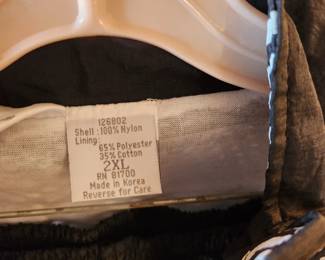 126802
Shell: 100% Nylon
Lining:
65% Polyester
35% Cotton
2XL
RN 81700
Made in Korea
Reverse for Care